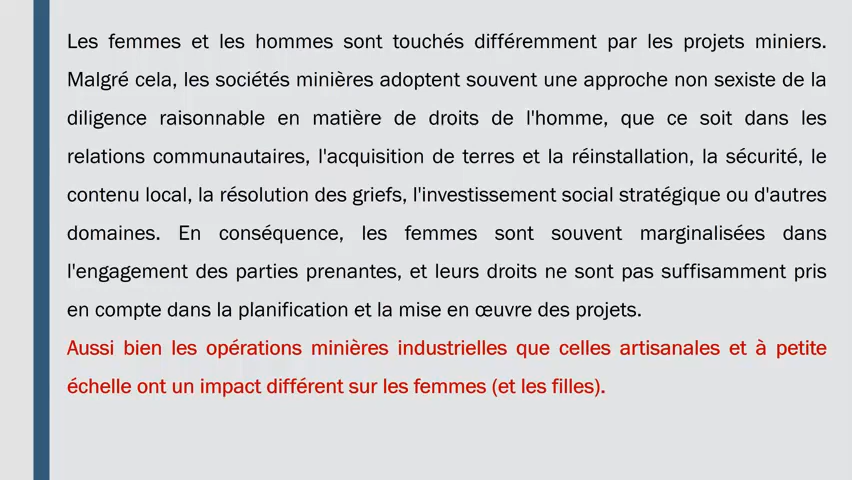 Les femmes et les hommes sont touchés différemment par les projets miniers.
Malgré cela, les sociétés minières adoptent souvent une approche non sexiste de la
diligence raisonnable en matière de droits de l'homme, que ce soit dans les
relations communautaires, l'acquisition de terres et la réinstallation, la sécurité, le
contenu local, la résolution des griefs, l'investissement social stratégique ou d'autres
domaines. En conséquence, les femmes sont souvent marginalisées dans
l'engagement des parties prenantes, et leurs droits ne sont pas suffisamment pris
en compte dans la planification et la mise en œuvre des projets.
Aussi bien les opérations minières industrielles que celles artisanales et à petite
échelle ont un impact différent sur les femmes (et les filles).